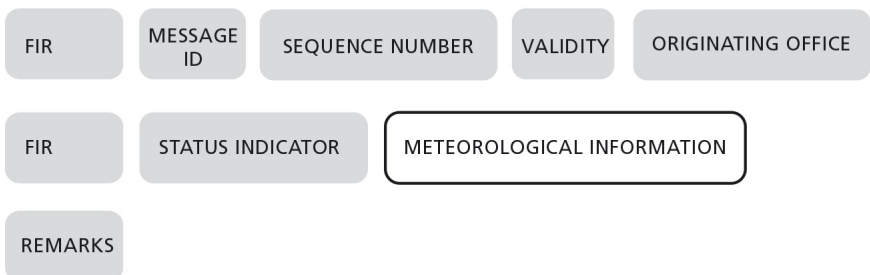 FIR MESSAGE ID SEQUENCE NUMBER VALIDITY ORIGINATING OFFICE
FIR STATUS INDICATOR METEOROLOGICAL INFORMATION
REMARKS